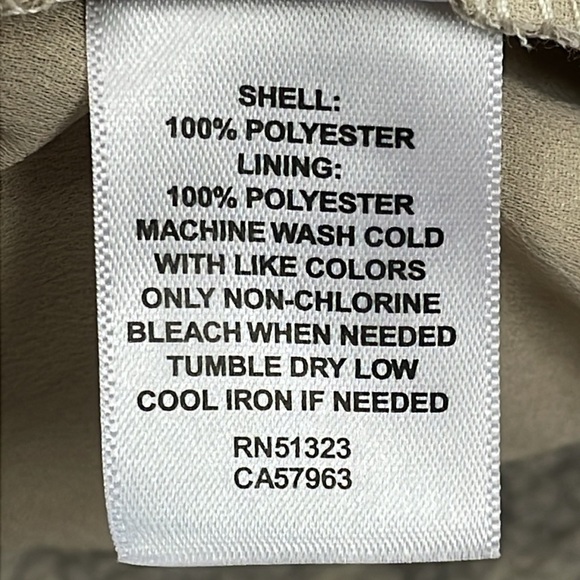 SHELL:
100% POLYESTER
LINING:
100% POLYESTER
MACHINE WASH COLD
WITH LIKE COLORS
ONLY NON-CHLORINE
BLEACH WHEN NEEDED
TUMBLE DRY LOW
COOL IRON IF NEEDED
RN51323
CA57963